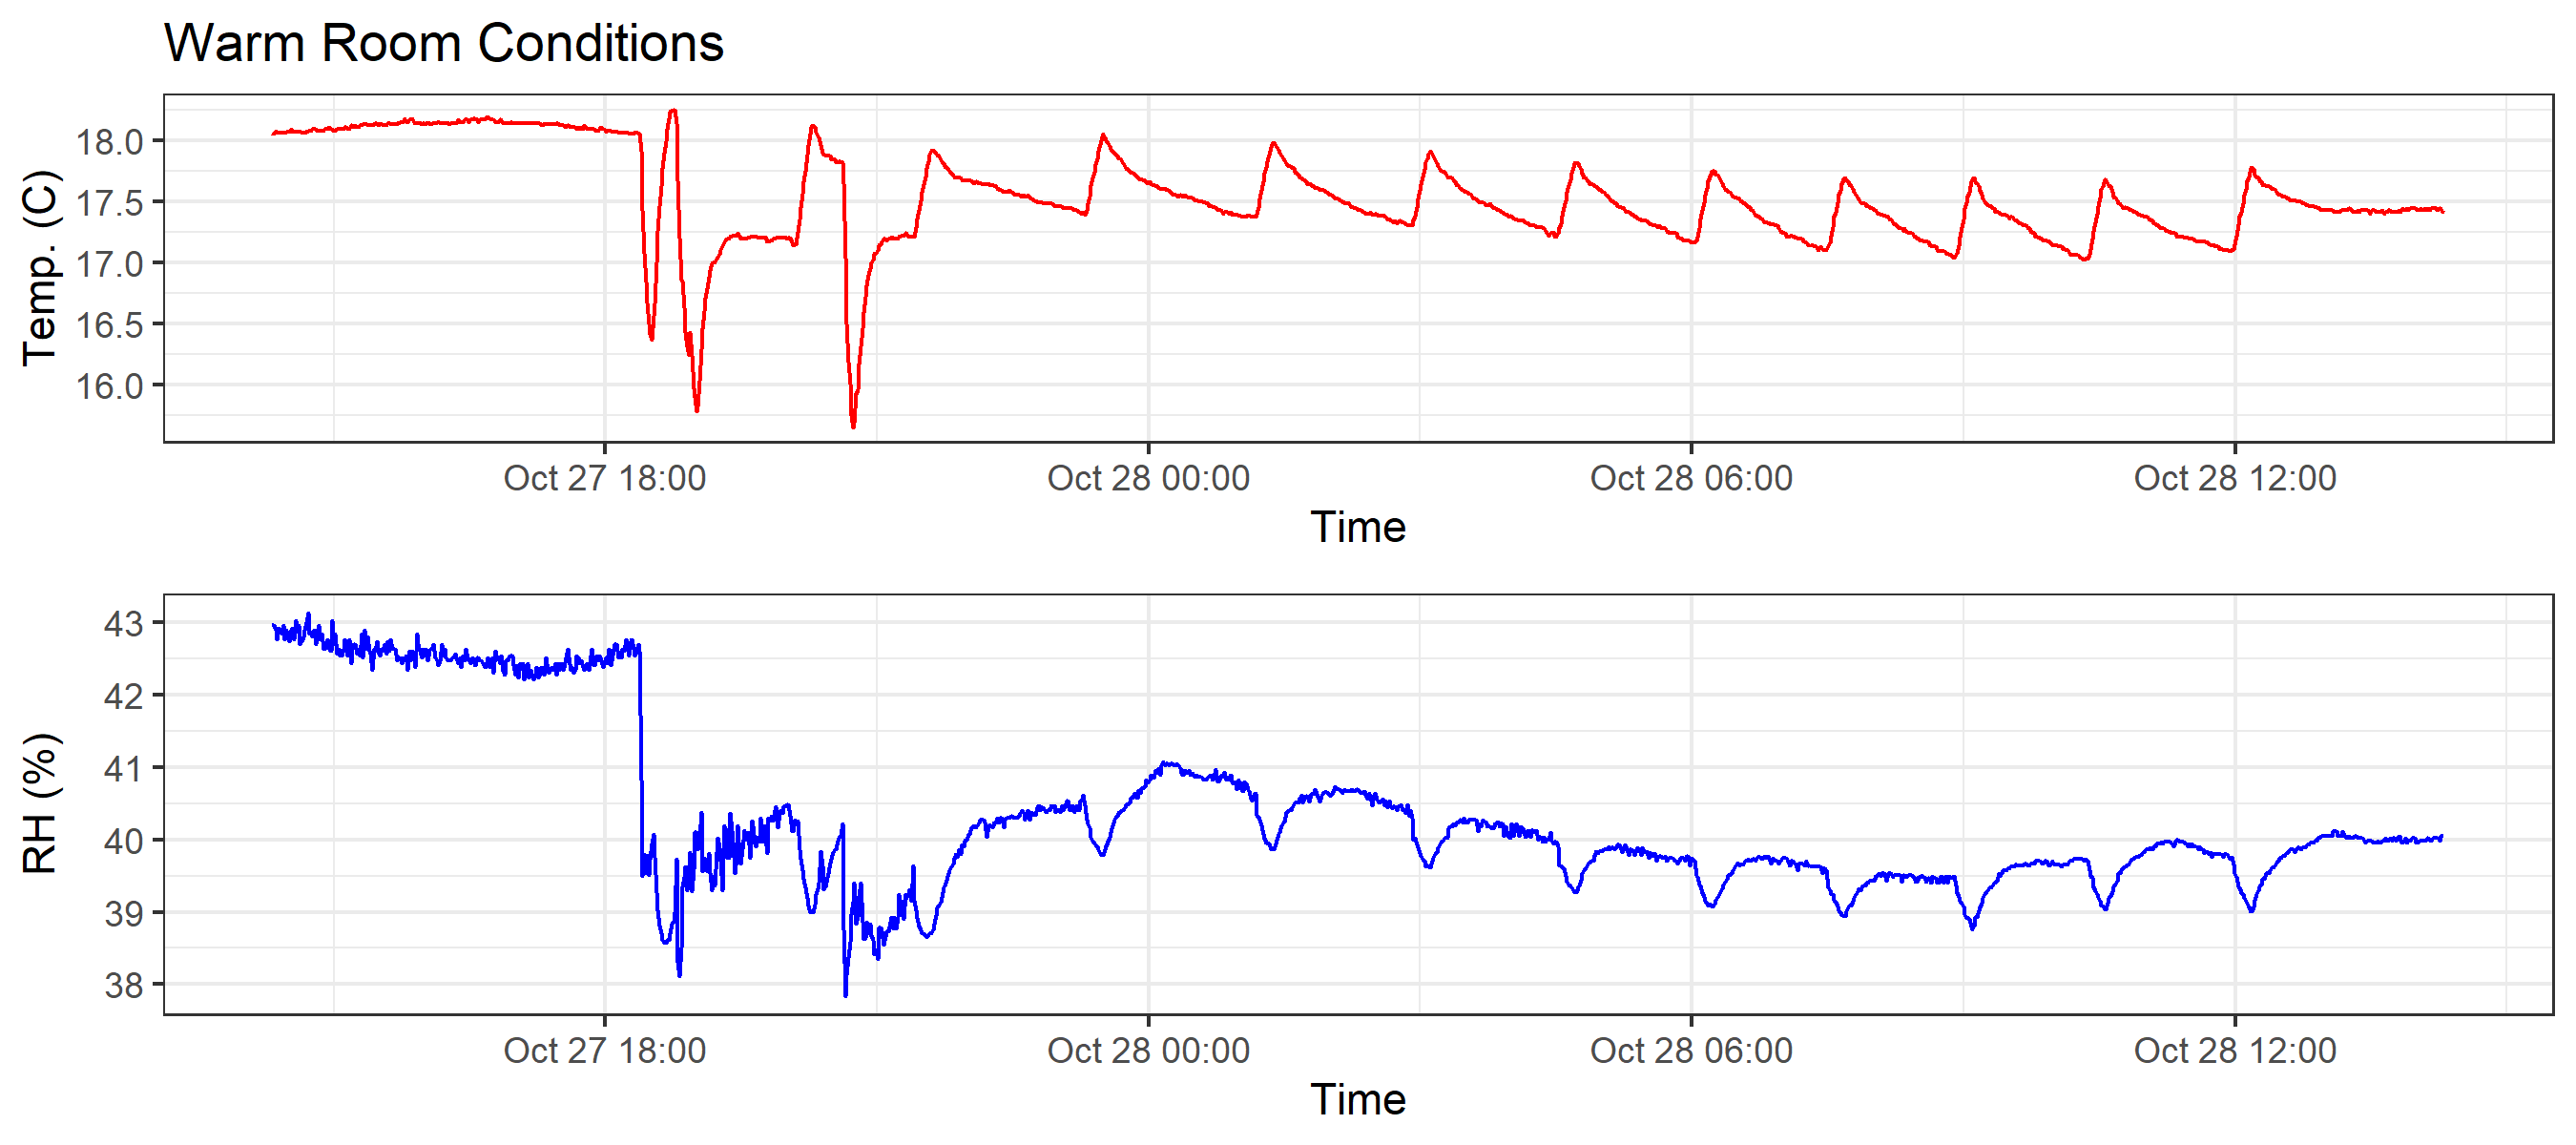 Warm Room Conditions
Temp. (C)
18.0
17.5
17.0
16.5
16.0
Oct 27 18:00 Oct 28 00:00 Oct 28 06:00 Oct 28 12:00
Time
RH (%)
43
42
41
40
39
38
Oct 27 18:00 Oct 28 00:00 Oct 28 06:00 Oct 28 12:00
Time